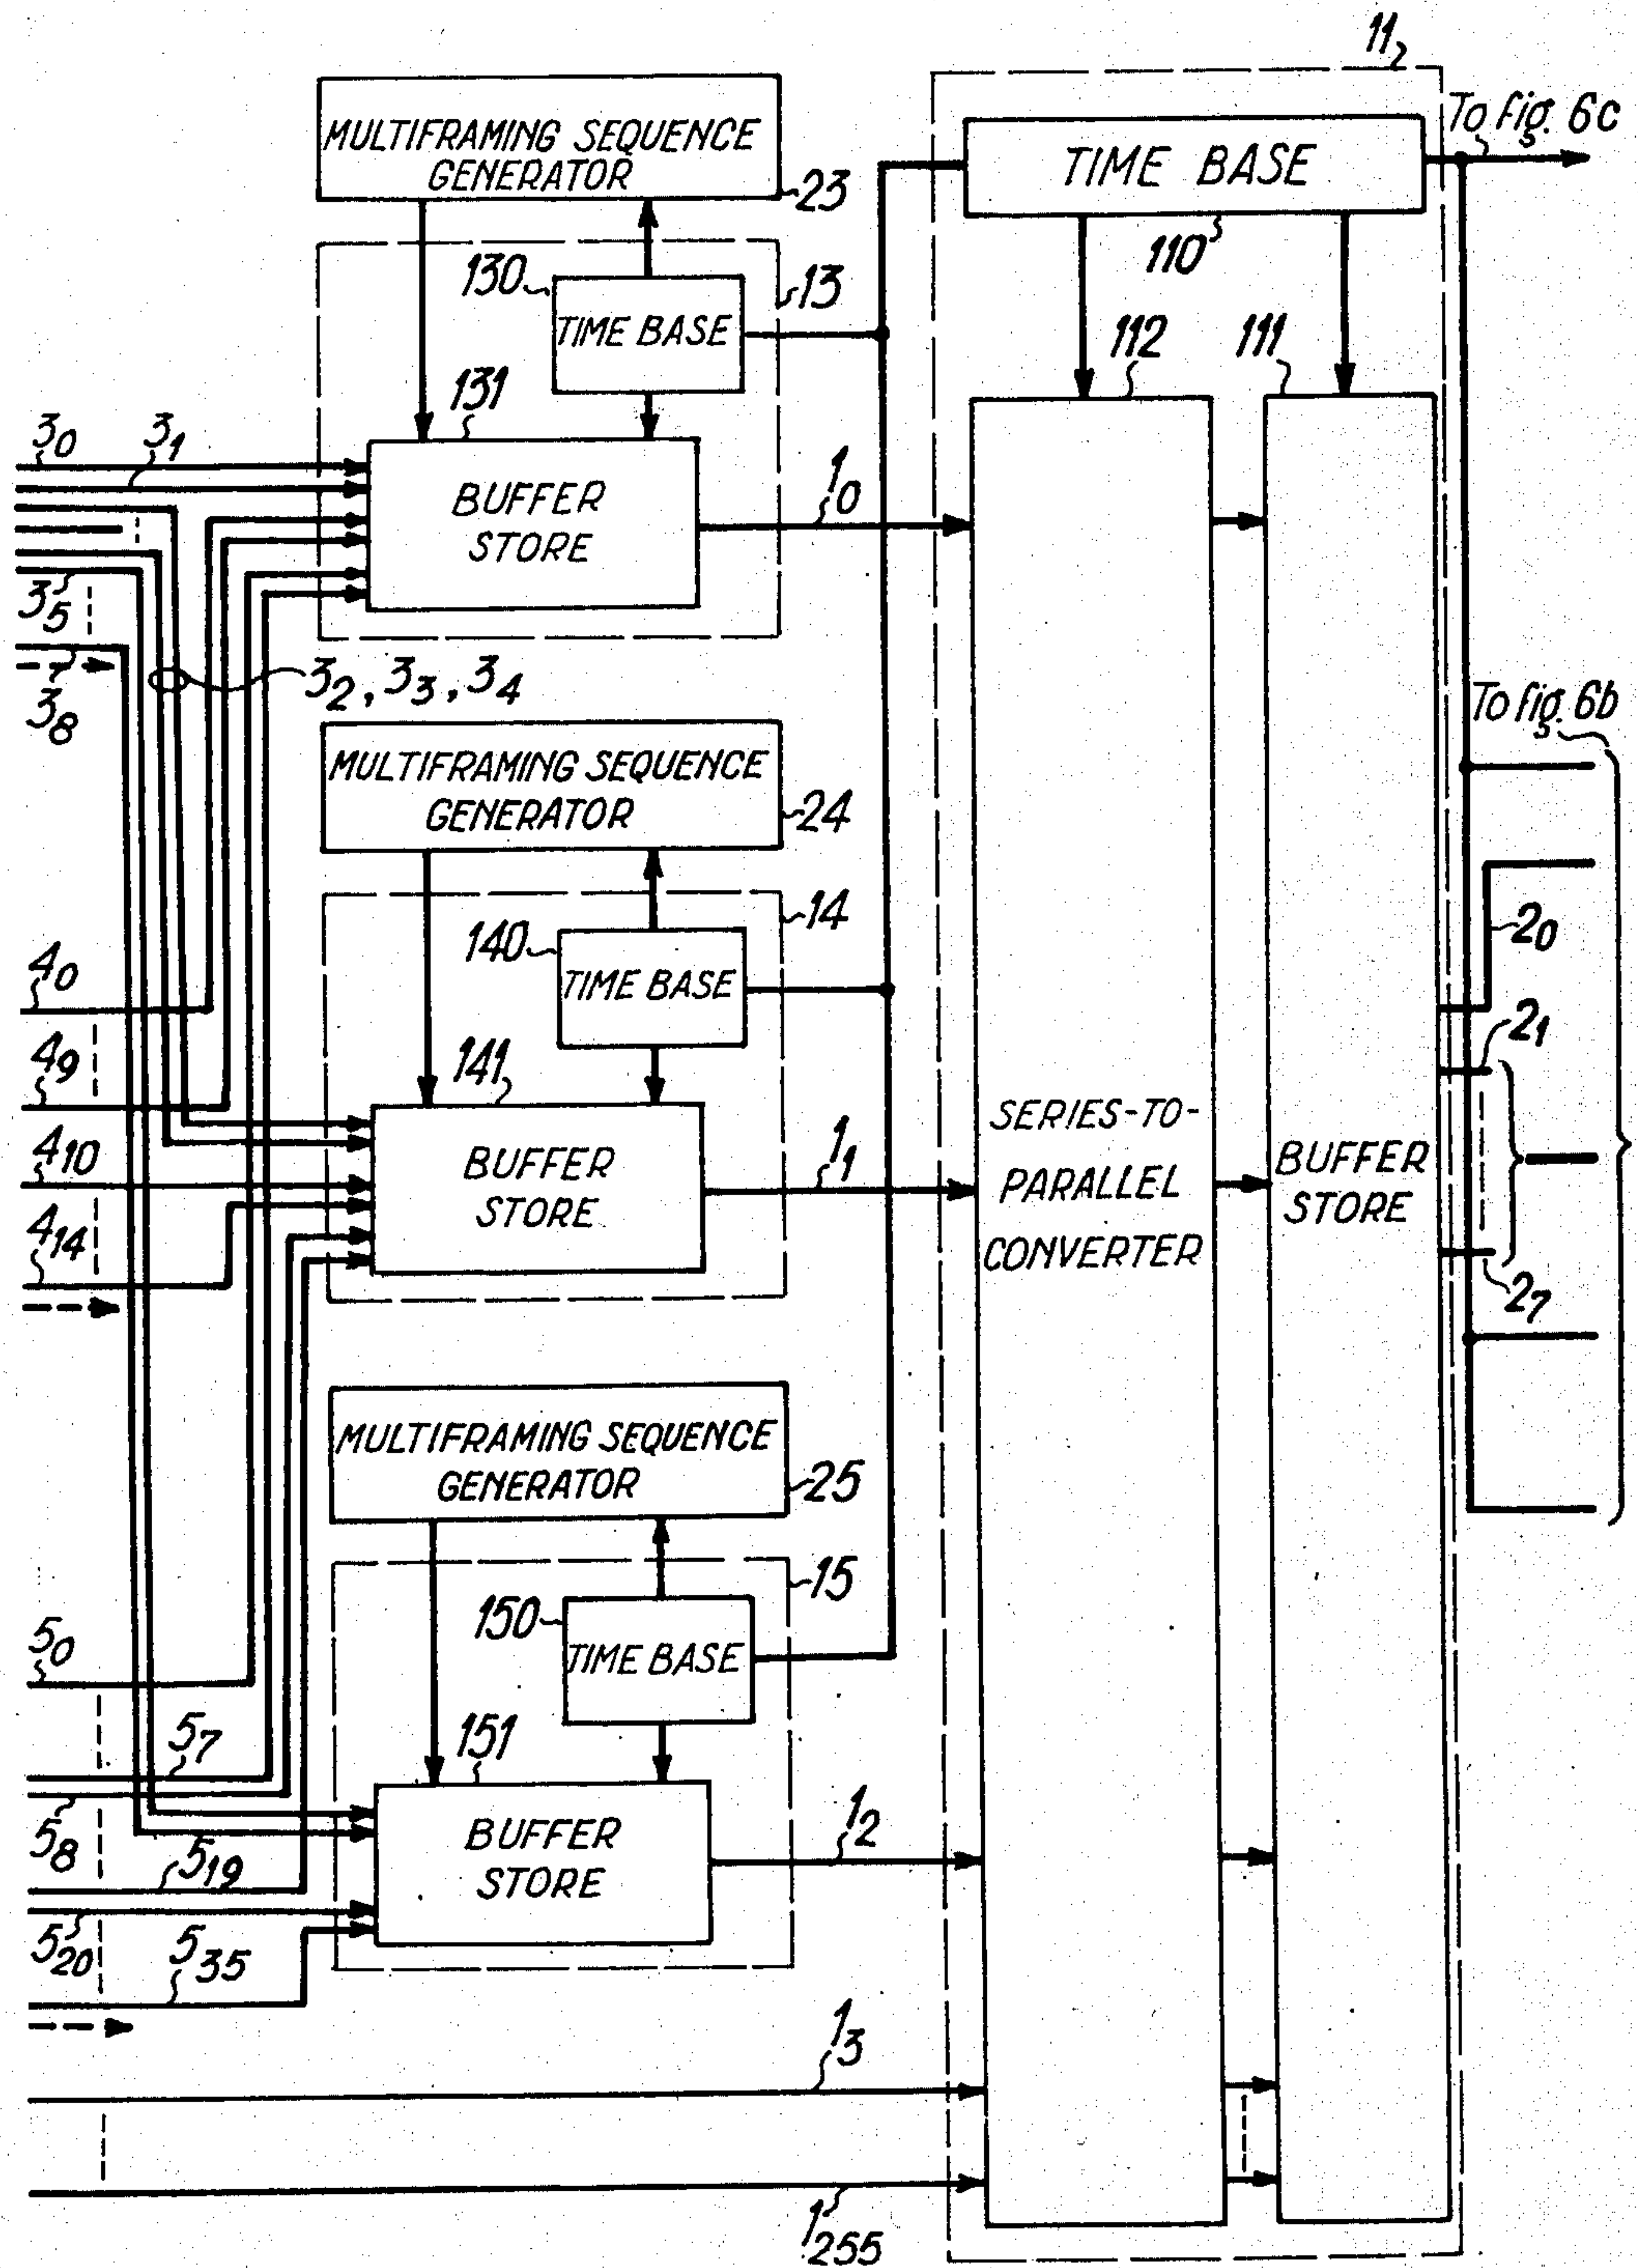 11
MULTIFRAMING SEQUENCE
GENERATOR
23
TIME BASE
To fig. 6c
110
130
TIME BASE
13
112
111
131
3₀
3₁
BUFFER
STORE
1₀
3₅
3₂, 3₃, 3₄
3₈
To fig. 6b
MULTIFRAMING SEQUENCE
GENERATOR
24
140
TIME BASE
14
2₀
4₀
4₉
141
2₁
4₁₀
BUFFER
STORE
1₁
SERIES-TO-
PARALLEL
CONVERTER
BUFFER
STORE
4₁₄
2₇
MULTIFRAMING SEQUENCE
GENERATOR
25
15
150
TIME BASE
5₀
5₇
151
5₈
BUFFER
STORE
1₂
5₁₉
5₂₀
5₃₅
1₃
1₂₅₅